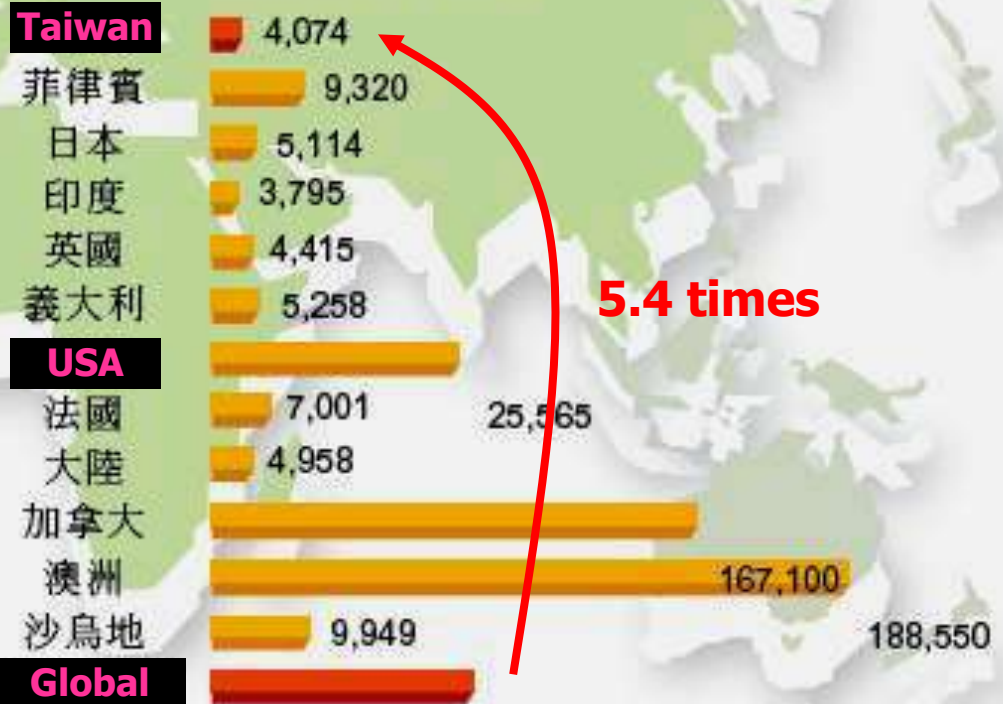 Taiwan 4,074
菲律賓 9,320
日本 5,114
印度 3,795
英國 4,415
義大利 5,258
5.4 times
USA
法國 7,001
25,565
大陸 4,958
加拿大
澳洲 167,100
沙烏地 9,949
188,550
Global